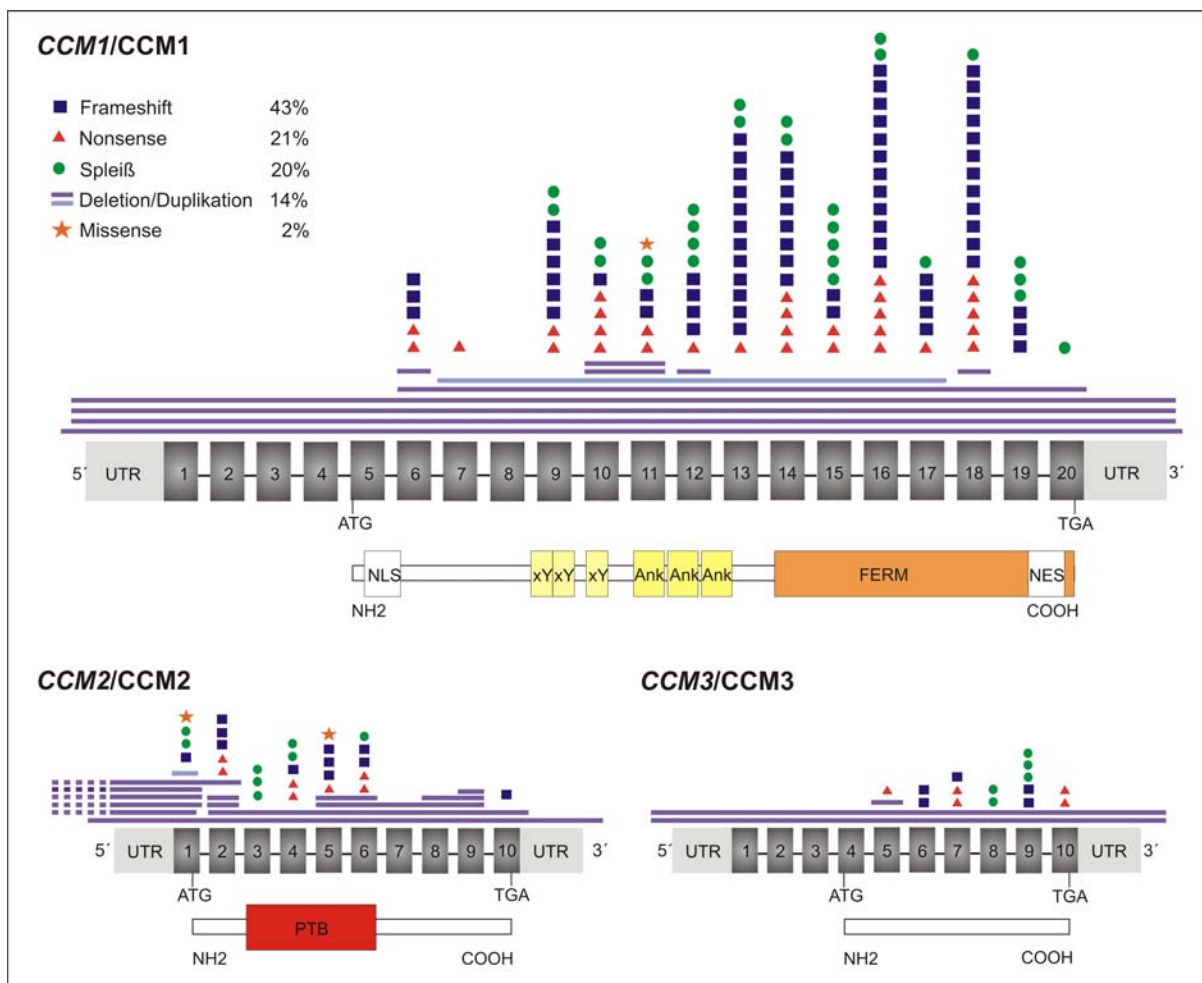 CCM1/CCM1
Frameshift 43%
Nonsense 21%
Spleiß 20%
Deletion/Duplikation 14%
Missense 2%
5´ UTR 1 2 3 4 5 6 7 8 9 10 11 12 13 14 15 16 17 18 19 20 UTR 3´
ATG TGA
NLS xY xY xY Ank Ank Ank FERM NES
NH2 COOH
CCM2/CCM2
5´ UTR 1 2 3 4 5 6 7 8 9 10 UTR 3´
ATG TGA
PTB
NH2 COOH
CCM3/CCM3
5´ UTR 1 2 3 4 5 6 7 8 9 10 UTR 3´
ATG TGA
NH2 COOH